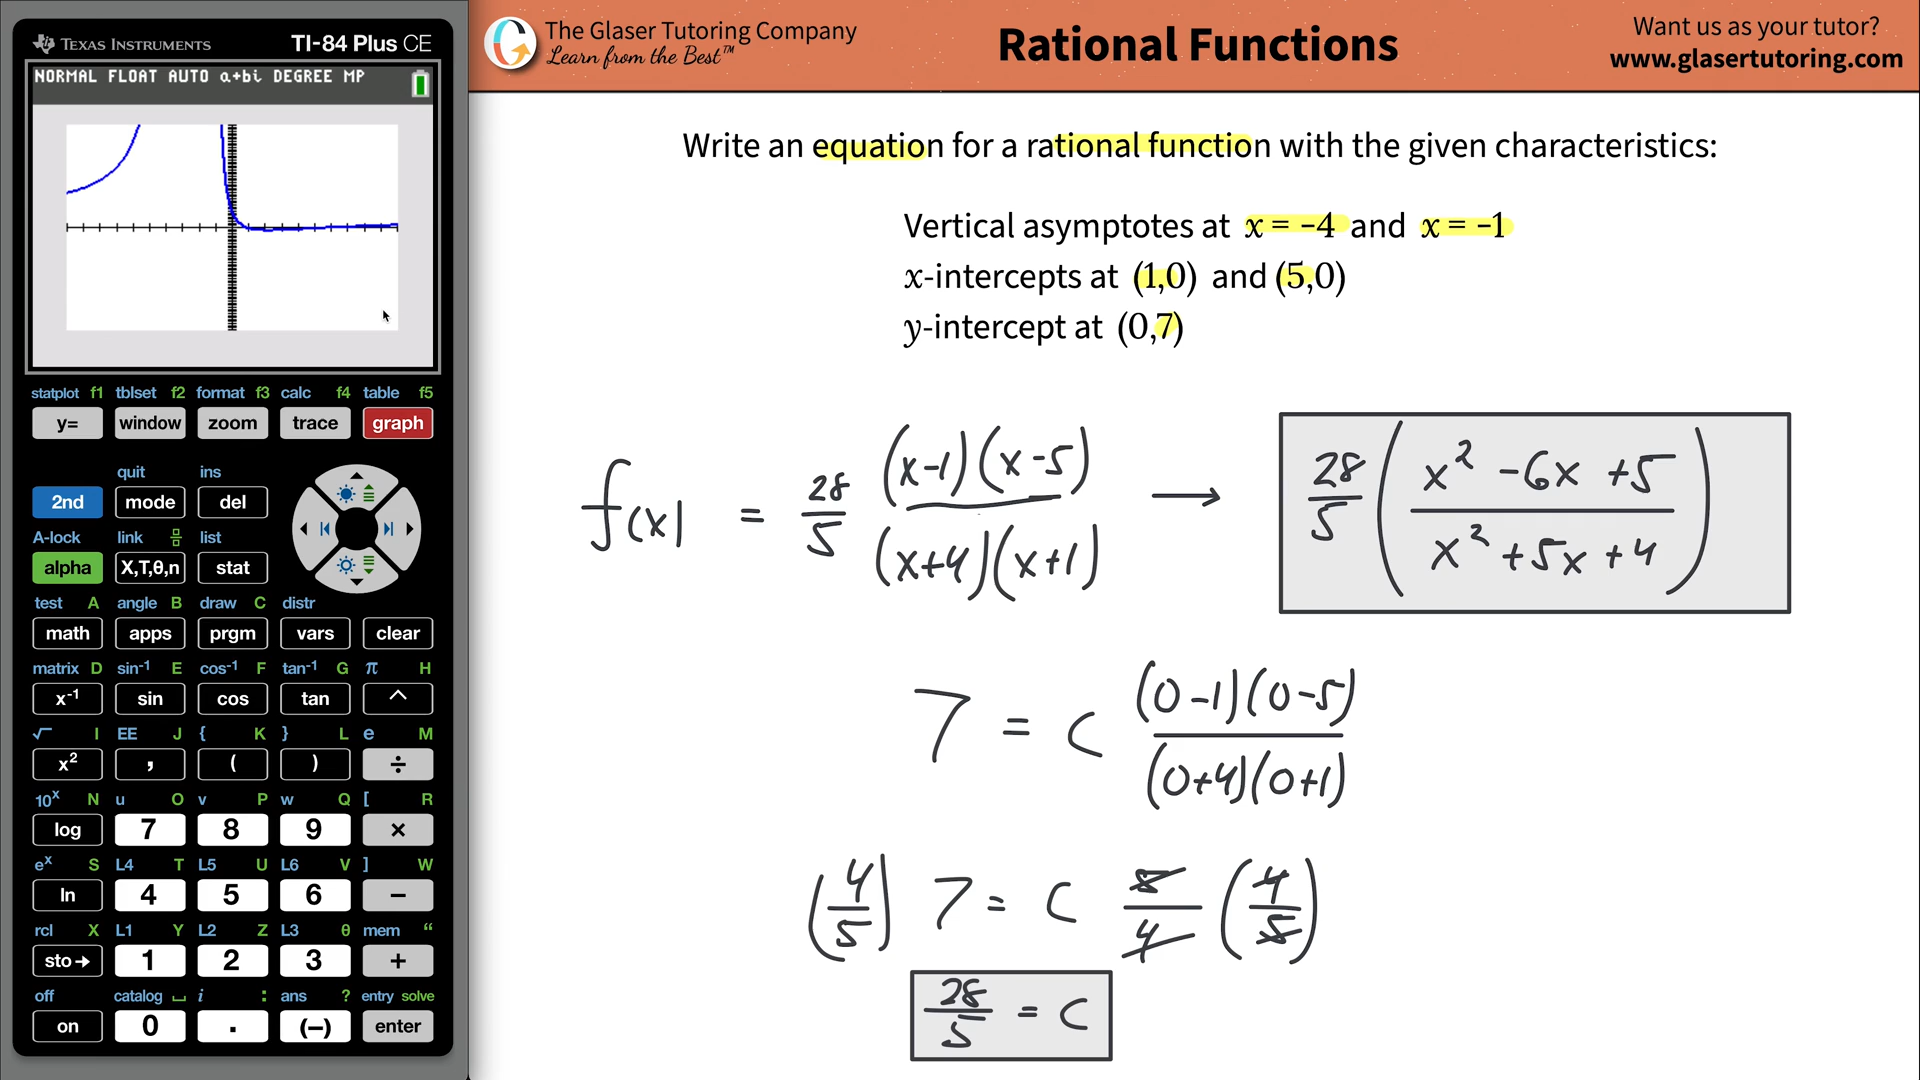 TEXAS INSTRUMENTS TI-84 Plus CE
NORMAL FLOAT AUTO a+bi DEGREE MP
statplot f1 tblset f2 format f3 calc f4 table f5
y= window zoom trace graph
quit ins
2nd mode del
A-lock link list
alpha X,T,θ,n stat
test A angle B draw C distr
math apps prgm vars clear
matrix D sin-1 E cos-1 F tan-1 G π H
x-1 sin cos tan ^
√ I EE J { K } L e M
x² , ( ) ÷
10x N u O v P w Q [ R
log 7 8 9 ×
ex S L4 T L5 U L6 V ] W
ln 4 5 6 −
rcl X L1 Y L2 Z L3 θ mem “
sto→ 1 2 3 +
off catalog ⎵ i : ans ? entry solve
on 0 . (–) enter
The Glaser Tutoring Company
Learn from the Best™
Rational Functions
Want us as your tutor?
www.glasertutoring.com
Write an equation for a rational function with the given characteristics:
Vertical asymptotes at x = −4 and x = −1
x-intercepts at (1,0) and (5,0)
y-intercept at (0,7)
f(x) = 28/5 (x-1)(x-5)/(x+4)(x+1) → 28/5 (x² -6x +5 / x² +5x +4)
7 = c (0-1)(0-5)/(0+4)(0+1)
(4/5) 7 = c 5/4 (4/5)
28/5 = c